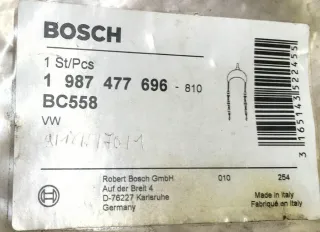 BOSCH
1 St/Pcs
1 987 477 696 - 810
BC558
VW
3 165143 522455
Robert Bosch GmbH
Auf der Breit 4
D-76227 Karlsruhe
Germany
010
254
Made in Italy
Fabriqué en Italy